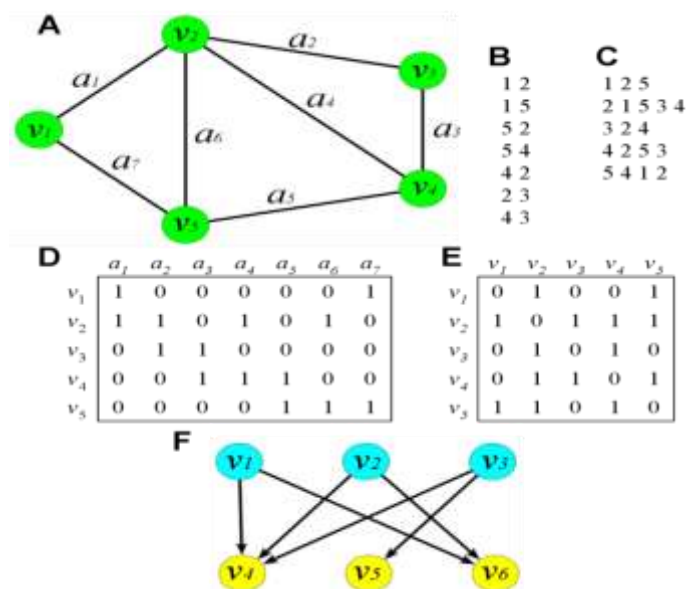 A
v2
a2
v3
a1
B
C
1 2
1 2 5
a4
1 5
2 1 5 3 4
v1
a6
a3
5 2
3 2 4
5 4
4 2 5 3
a7
a5
v4
4 2
5 4 1 2
v5
2 3
4 3
D
a1 a2 a3 a4 a5 a6 a7
v1 1 0 0 0 0 0 1
v2 1 1 0 1 0 1 0
v3 0 1 1 0 0 0 0
v4 0 0 1 1 1 0 0
v5 0 0 0 0 1 1 1
E
v1 v2 v3 v4 v5
v1 0 1 0 0 1
v2 1 0 1 1 1
v3 0 1 0 1 0
v4 0 1 1 0 1
v5 1 1 0 1 0
F
v1 v2 v3
v4 v5 v6